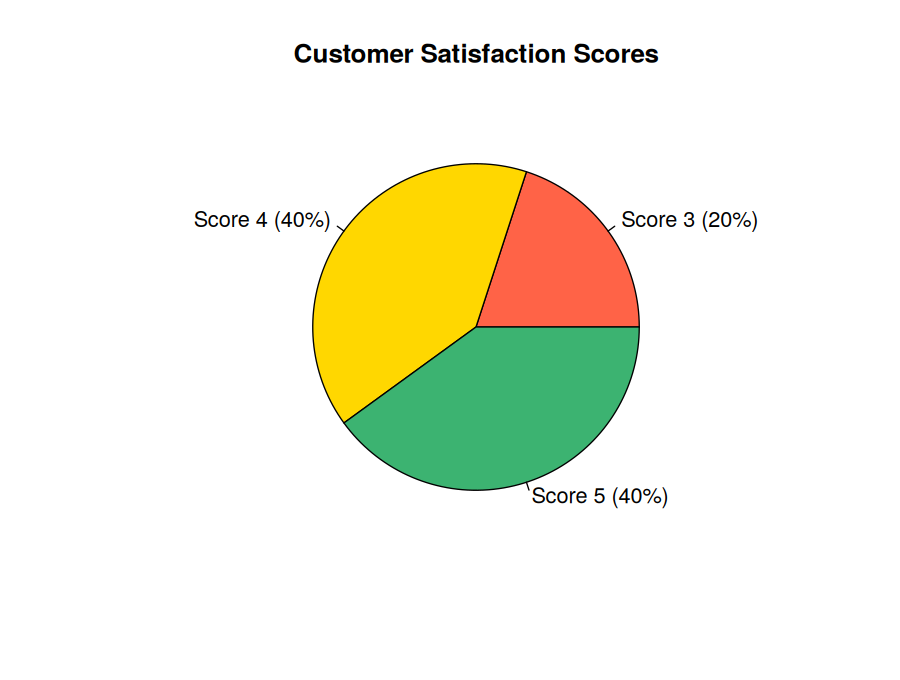 Customer Satisfaction Scores
Score 4 (40%)
Score 3 (20%)
Score 5 (40%)